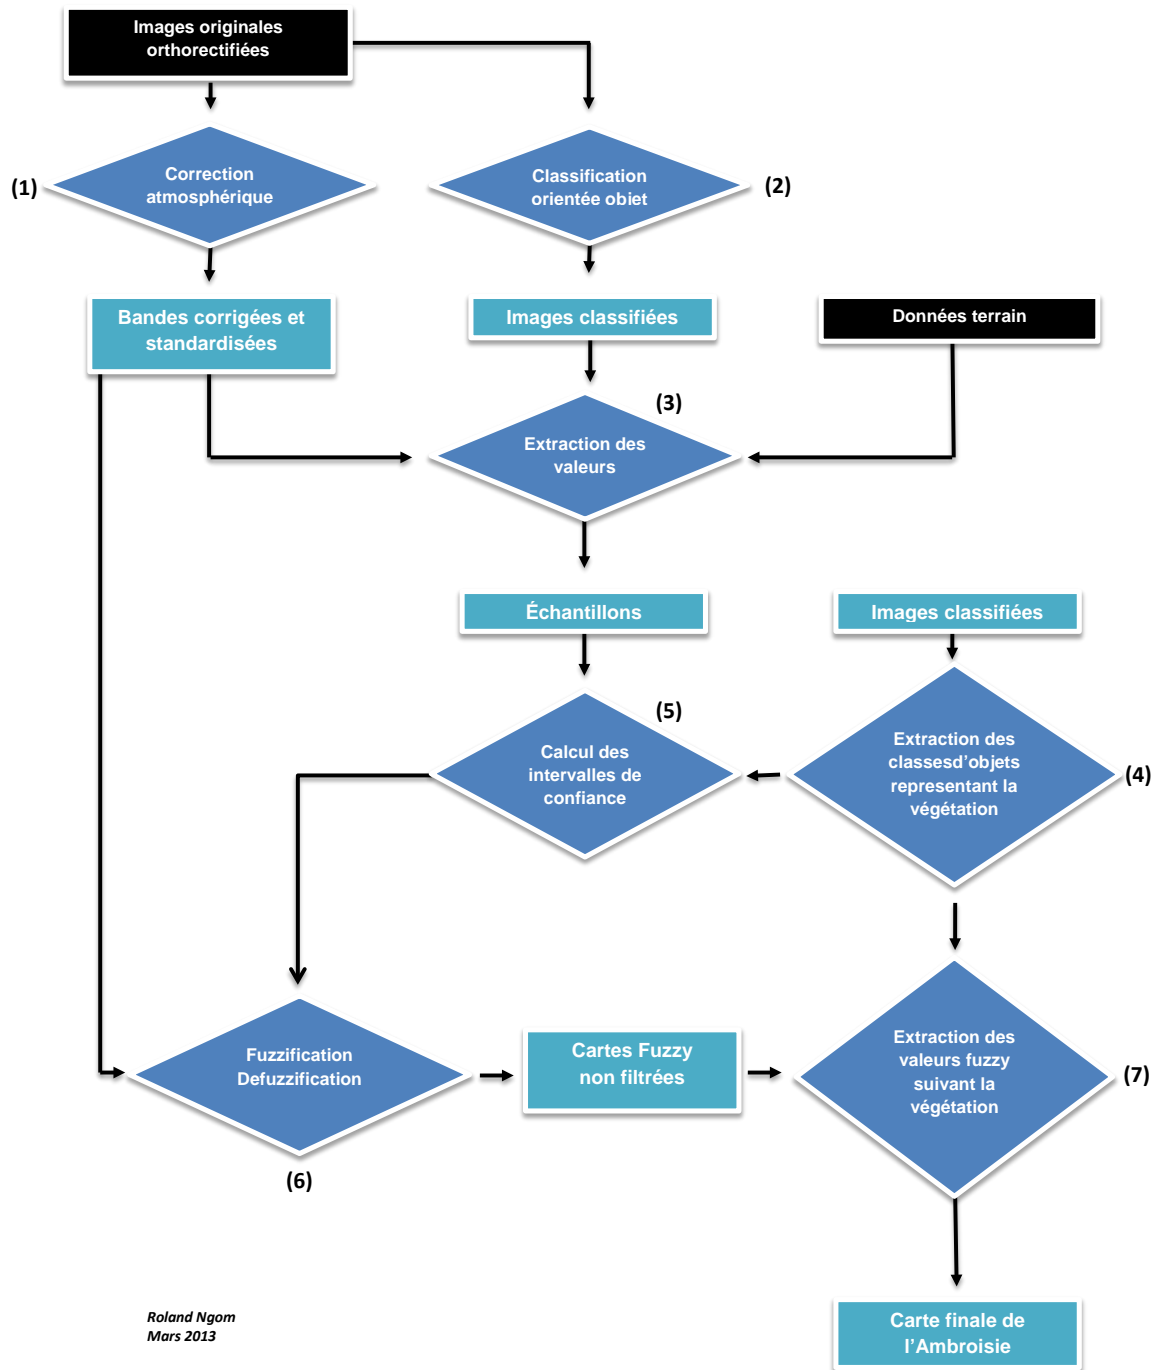 Images originales
orthorectifiées
(1)
Correction
atmosphérique
Classification
orientée objet
(2)
Bandes corrigées et
standardisées
Images classifiées
Données terrain
(3)
Extraction des
valeurs
Échantillons
Images classifiées
(5)
Calcul des
intervalles de
confiance
Extraction des
classesd'objets
representant la
végétation
(4)
Fuzzification
Defuzzification
(6)
Cartes Fuzzy
non filtrées
Extraction des
valeurs fuzzy
suivant la
végétation
(7)
Roland Ngom
Mars 2013
Carte finale de
l'Ambroisie